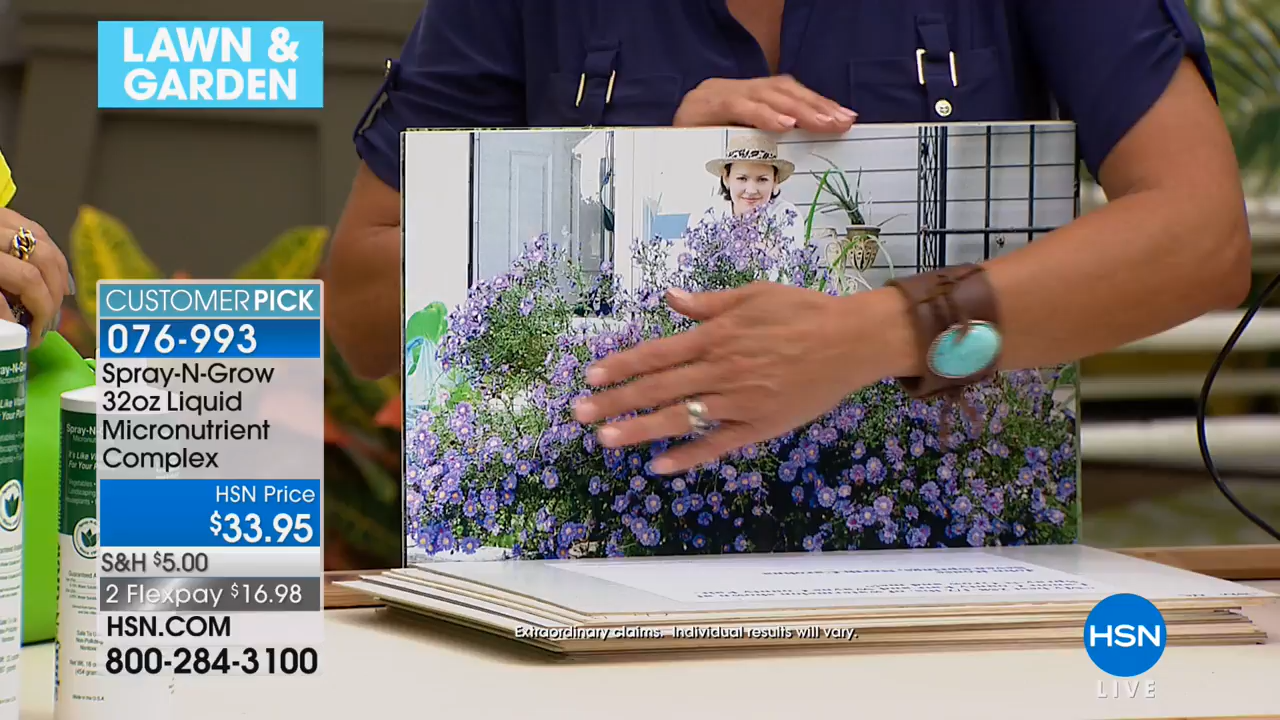 LAWN &
GARDEN
CUSTOMER PICK
076-993
Spray-N-Grow
32oz Liquid
Micronutrient
Complex
HSN Price
$33.95
S&H $5.00
2 Flexpay $16.98
HSN.COM
800-284-3100
Extraordinary claims. Individual results will vary.
HSN
LIVE